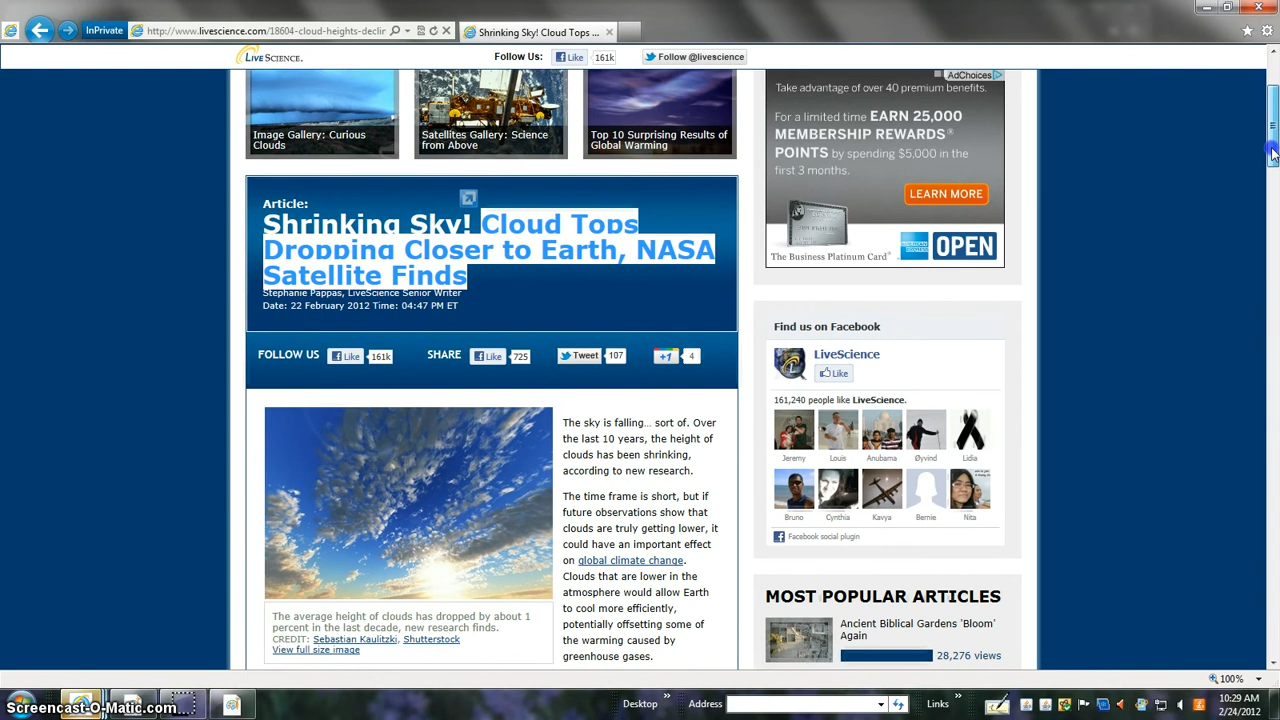 InPrivate
http://www.livescience.com/18604-cloud-heights-declir
Shrinking Sky! Cloud Tops ...
LIVESCIENCE.
Follow Us:
Like
161k
Follow @livescience
Image Gallery: Curious
Clouds
Satellites Gallery: Science
from Above
Top 10 Surprising Results of
Global Warming
AdChoices
Take advantage of over 40 premium benefits.
For a limited time EARN 25,000
MEMBERSHIP REWARDS®
POINTS by spending $5,000 in the
first 3 months.
LEARN MORE
The Business Platinum Card®
AMERICAN EXPRESS
OPEN
Article:
Shrinking Sky! Cloud Tops
Dropping Closer to Earth, NASA
Satellite Finds
Stephanie Pappas, LiveScience Senior Writer
Date: 22 February 2012 Time: 04:47 PM ET
FOLLOW US
Like
161k
SHARE
Like
725
Tweet
107
+1
4
The average height of clouds has dropped by about 1
percent in the last decade, new research finds.
CREDIT: Sebastian Kaulitzki, Shutterstock
View full size image
The sky is falling… sort of. Over
the last 10 years, the height of
clouds has been shrinking,
according to new research.
The time frame is short, but if
future observations show that
clouds are truly getting lower, it
could have an important effect
on global climate change.
Clouds that are lower in the
atmosphere would allow Earth
to cool more efficiently,
potentially offsetting some of
the warming caused by
greenhouse gases.
Find us on Facebook
LiveScience
Like
161,240 people like LiveScience.
Jeremy
Louis
Anubama
Øyvind
Lidia
Bruno
Cynthia
Kavya
Bernie
Nita
Facebook social plugin
MOST POPULAR ARTICLES
Ancient Biblical Gardens 'Bloom'
Again
28,276 views
100%
Screencast-O-Matic.com
Desktop
Address
Links
10:29 AM
2/24/2012